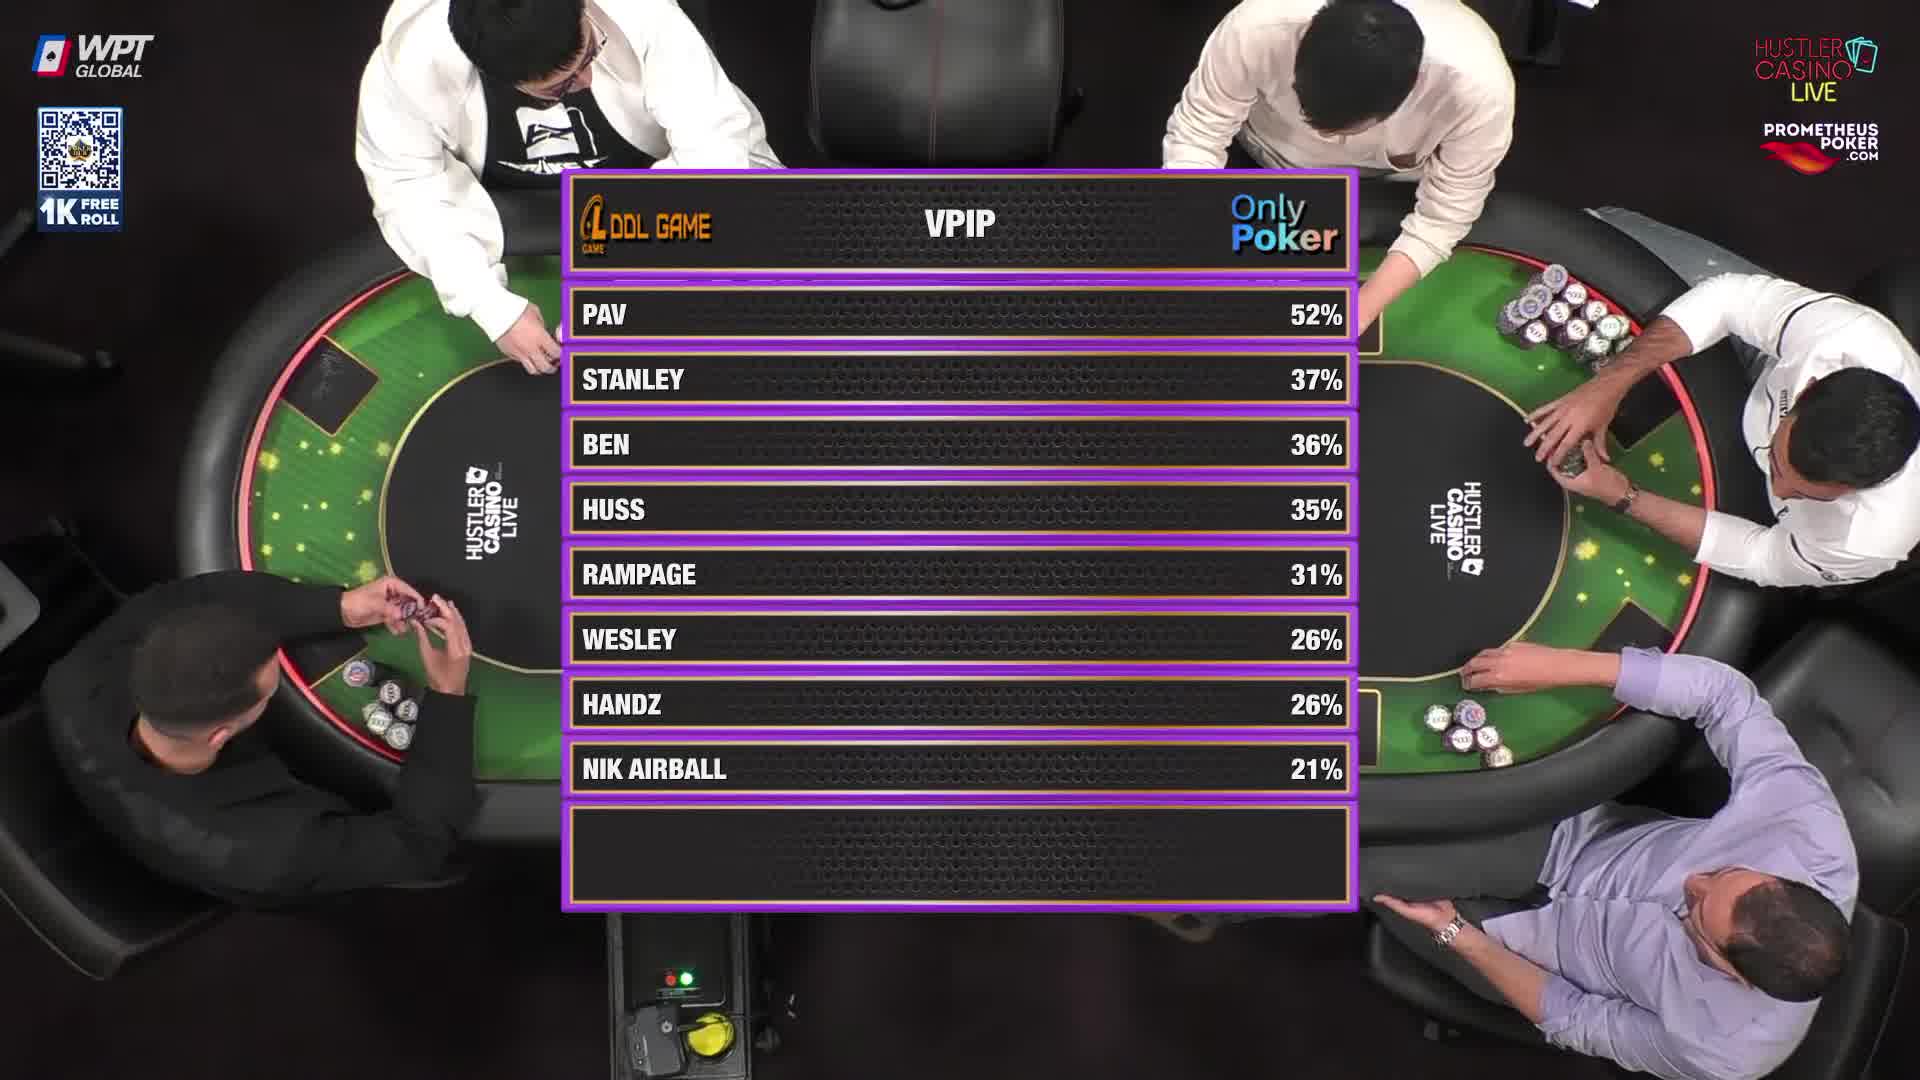 WPT
GLOBAL
1K FREE
ROLL
HUSTLER
CASINO
LIVE
PROMETHEUS
POKER
.COM
L DDL GAME
GAME
VPIP
Only
Poker
PAV 52%
STANLEY 37%
BEN 36%
HUSS 35%
RAMPAGE 31%
WESLEY 26%
HANDZ 26%
NIK AIRBALL 21%
HUSTLER
CASINO
LIVE
HUSTLER
CASINO
LIVE